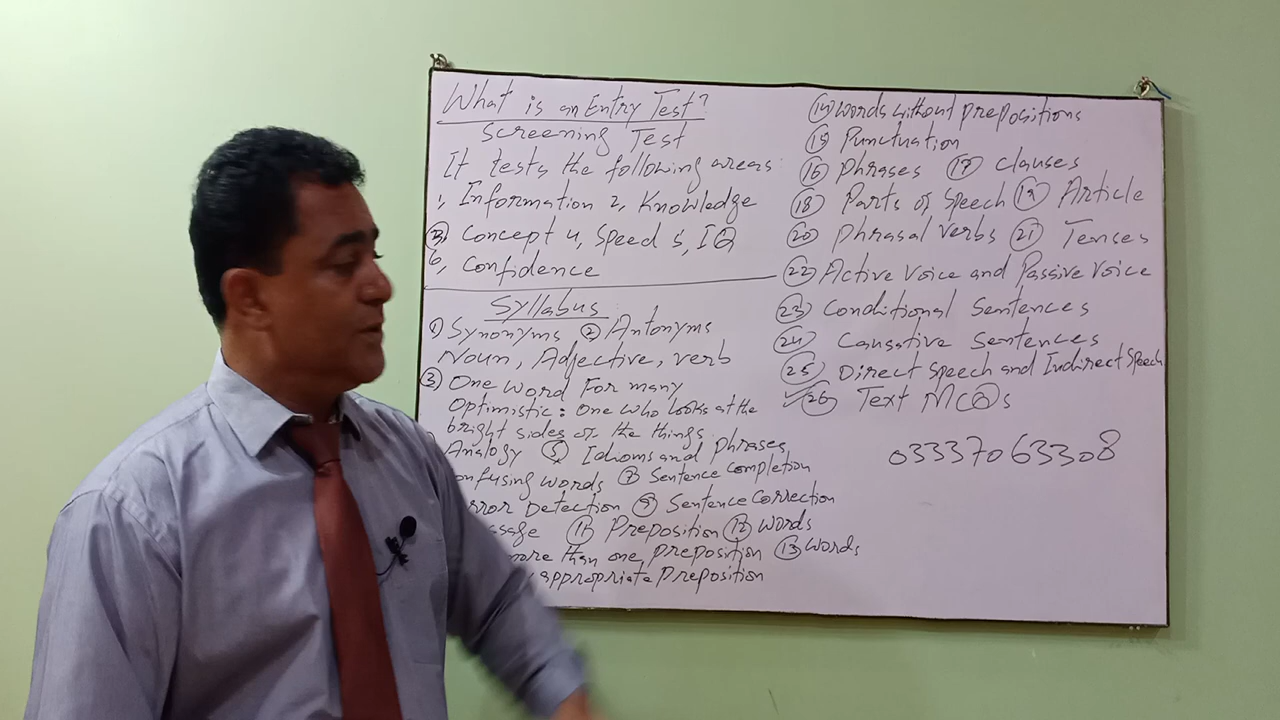 What is an Entry Test?
Screening Test
It tests the following areas:
1, Information 2, Knowledge
3 Concept 4, Speed 5, IQ
6, Confidence
Syllabus
1 Synonyms 2 Antonyms
Noun, Adjective, verb
3 One word For many
Optimistic: One who looks at the
bright sides of the things
Analogy 5 Idioms and phrases
onfusing words 7 Sentence completion
rror Detection 9 Sentence Correction
ssage 11 Preposition 12 words
more than one preposition 13 words
appropriate Preposition
14 words without prepositions
15 Punctuation
16 Phrases 17 clauses
18 Parts of Speech 19 Article
20 Phrasal verbs 21 Tenses
22 Active voice and Passive voice
23 Conditional Sentences
24 Causative Sentences
25 Direct speech and Indirect Speech
26 Text MCQs
03337063308